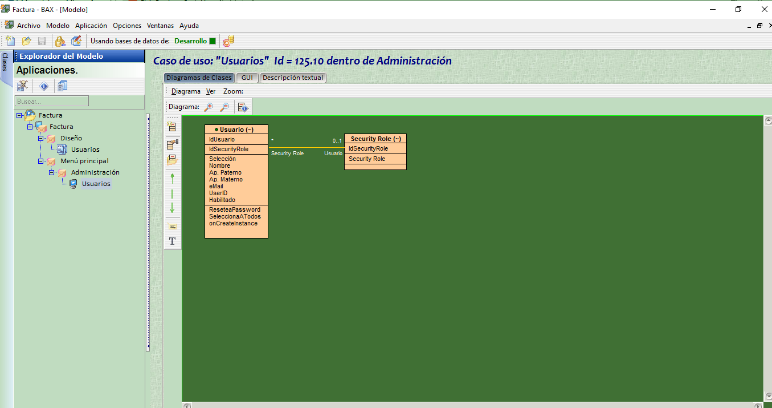 Factura - BAX - [Modelo]
Archivo Modelo Aplicación Opciones Ventanas Ayuda
Usando bases de datos de: Desarrollo
Clases
Explorador del Modelo
Aplicaciones.
Buscar...
Factura
Factura
Diseño
Usuarios
Menú principal
Administración
Usuarios
Caso de uso: "Usuarios" Id = 125.10 dentro de Administración
Diagramas de Clases GUI Descripción textual
Diagrama Ver Zoom:
Diagrama:
T
Usuario (~)
idUsuario
idSecurityRole
Selección
Nombre
Ap. Paterno
Ap. Materno
eMail
UserID
Habilitado
ReseteaPassword
SeleccionaATodos
onCreateInstance
* 0..1
Security Role Usuario
Security Role (~)
idSecurityRole
Security Role